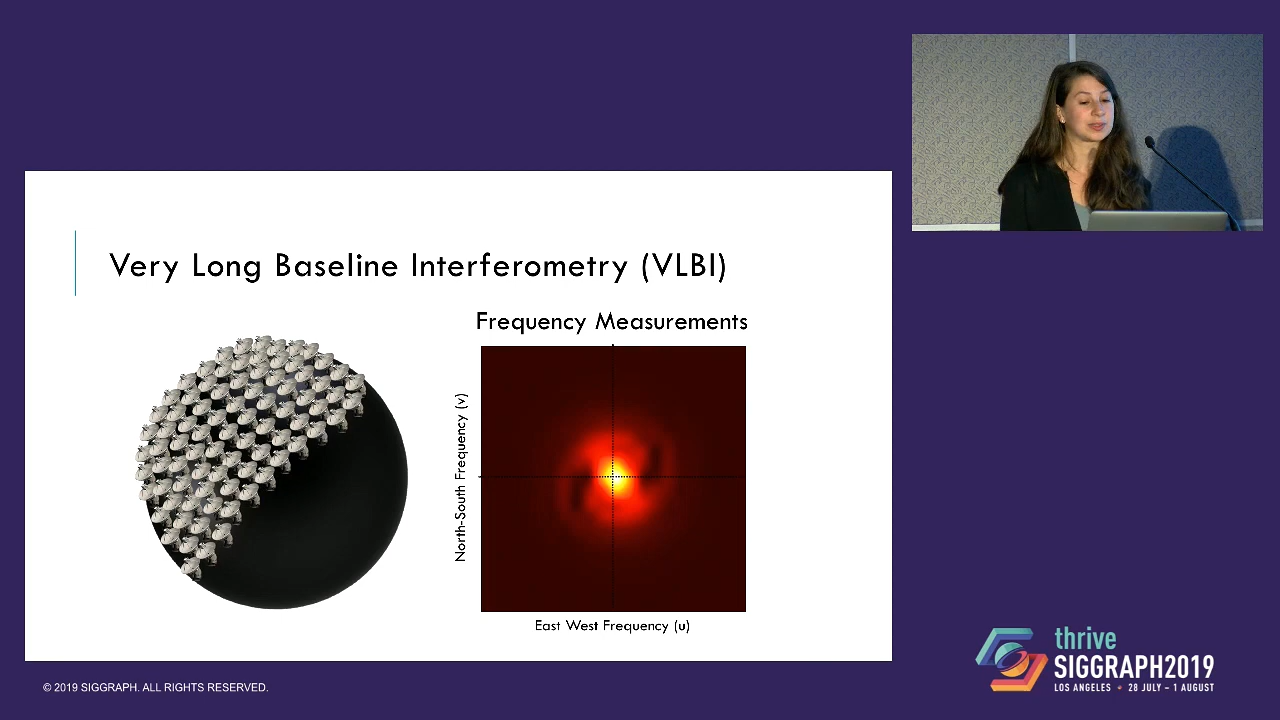 Very Long Baseline Interferometry (VLBI)
Frequency Measurements
North-South Frequency (v)
East West Frequency (u)
© 2019 SIGGRAPH. ALL RIGHTS RESERVED.
thrive
SIGGRAPH2019
LOS ANGELES • 28 JULY – 1 AUGUST